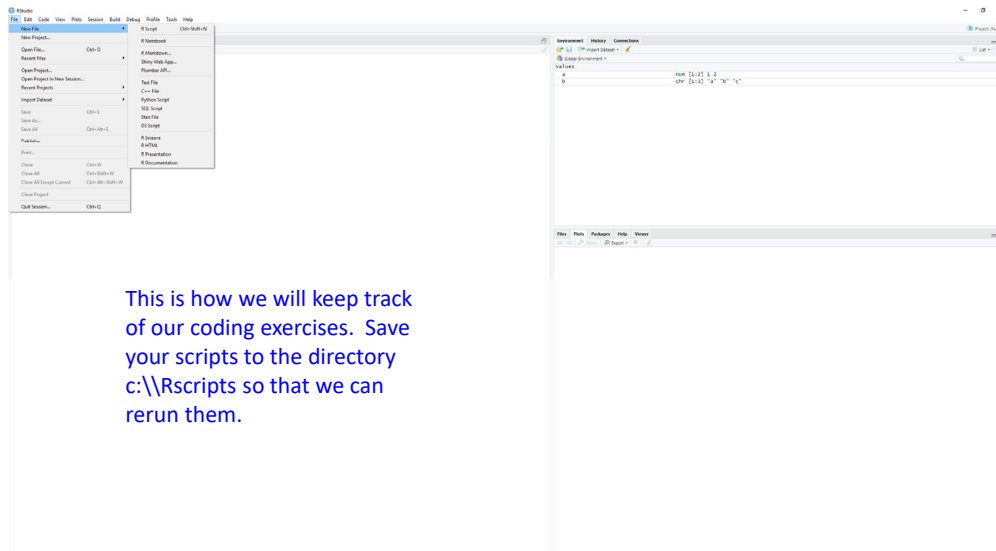 RStudio
File Edit Code View Plots Session Build Debug Profile Tools Help
New File
New Project...
Open File... Ctrl+O
Recent Files
Open Project...
Open Project in New Session...
Recent Projects
Import Dataset
Save Ctrl+S
Save As...
Save All Ctrl+Alt+S
Publish...
Print...
Close Ctrl+W
Close All Ctrl+Shift+W
Close All Except Current Ctrl+Alt+Shift+W
Close Project
Quit Session... Ctrl+Q
R Script Ctrl+Shift+N
R Notebook
R Markdown...
Shiny Web App...
Plumber API...
Text File
C++ File
Python Script
SQL Script
Stan File
D3 Script
R Sweave
R HTML
R Presentation
R Documentation
Project: (N
Environment History Connections
Import Dataset
List
Global Environment
Values
a num [1:2] 1 2
b chr [1:3] "a" "b" "c"
Files Plots Packages Help Viewer
Zoom Export
This is how we will keep track
of our coding exercises. Save
your scripts to the directory
c:\\Rscripts so that we can
rerun them.